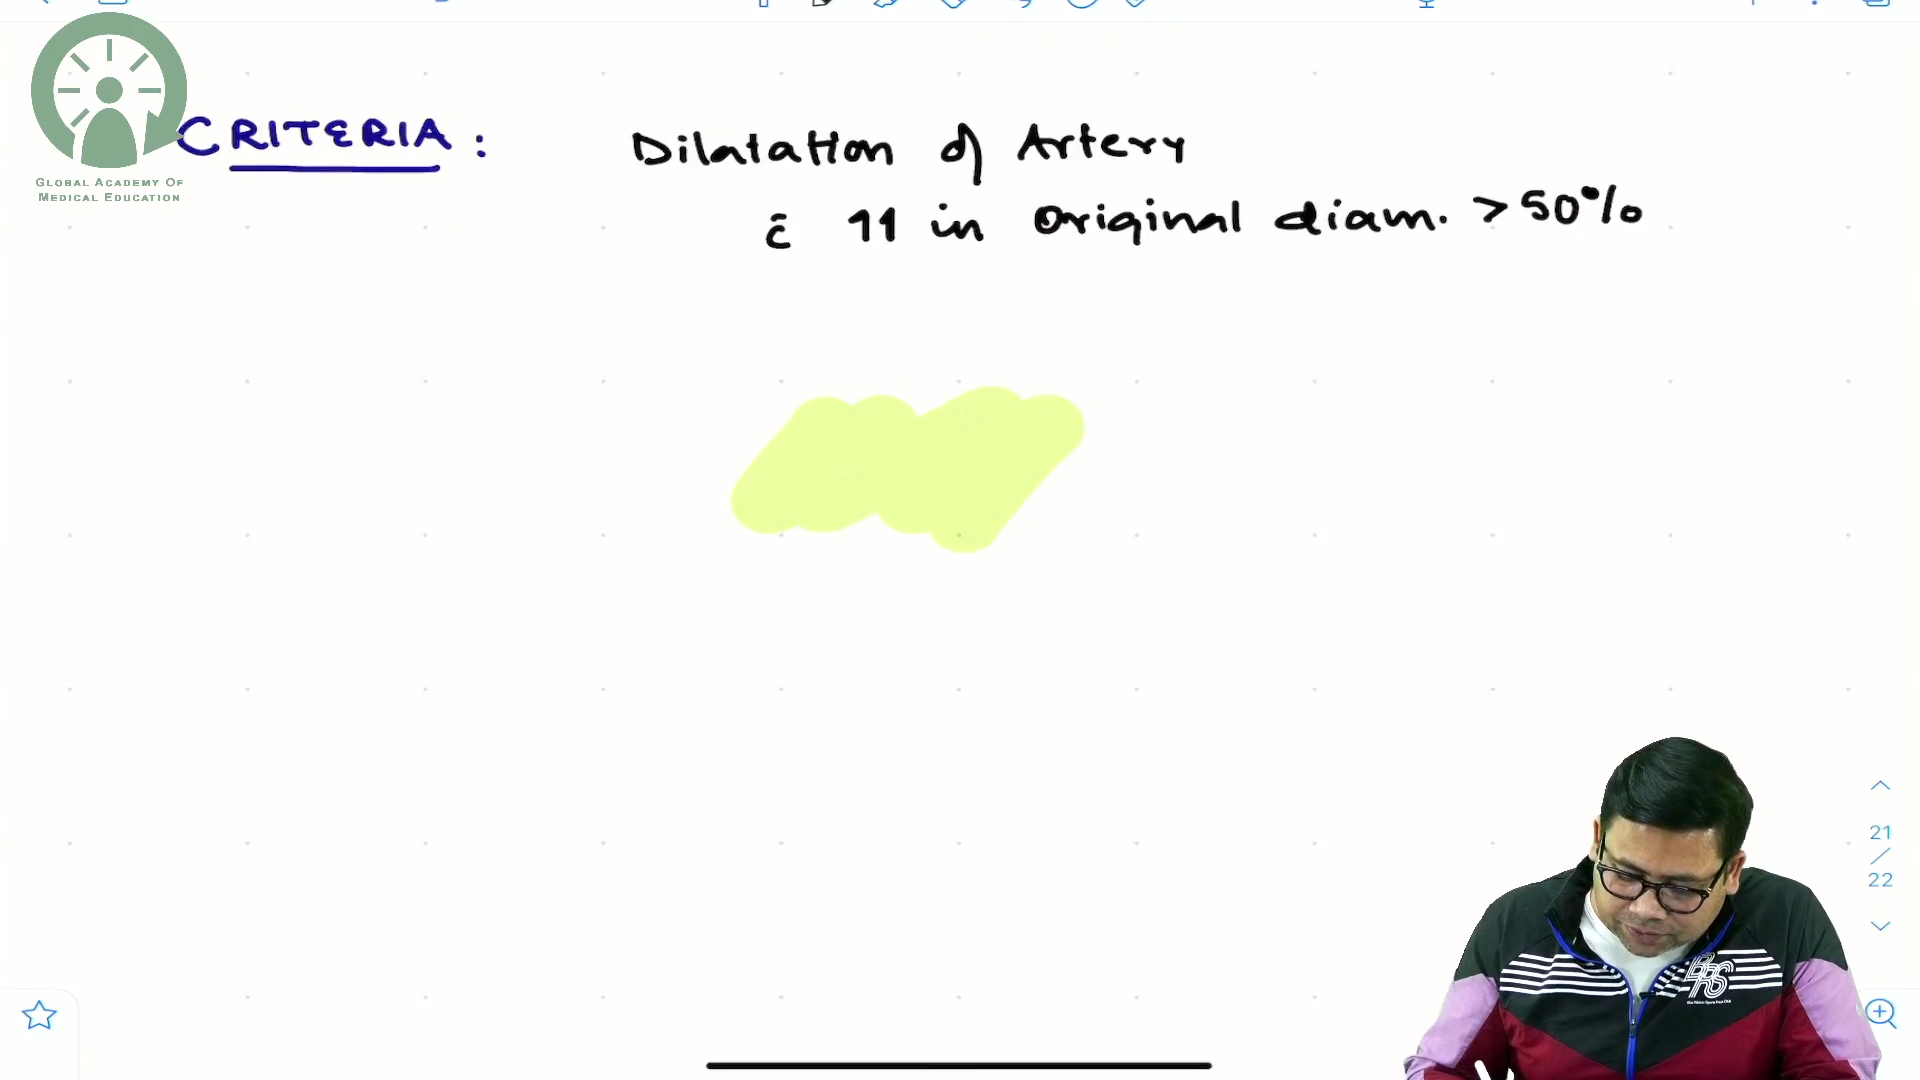 GLOBAL ACADEMY OF
MEDICAL EDUCATION
CRITERIA :
Dilatation of Artery
c̄ ↑↑ in original diam. >50%
21
/
22